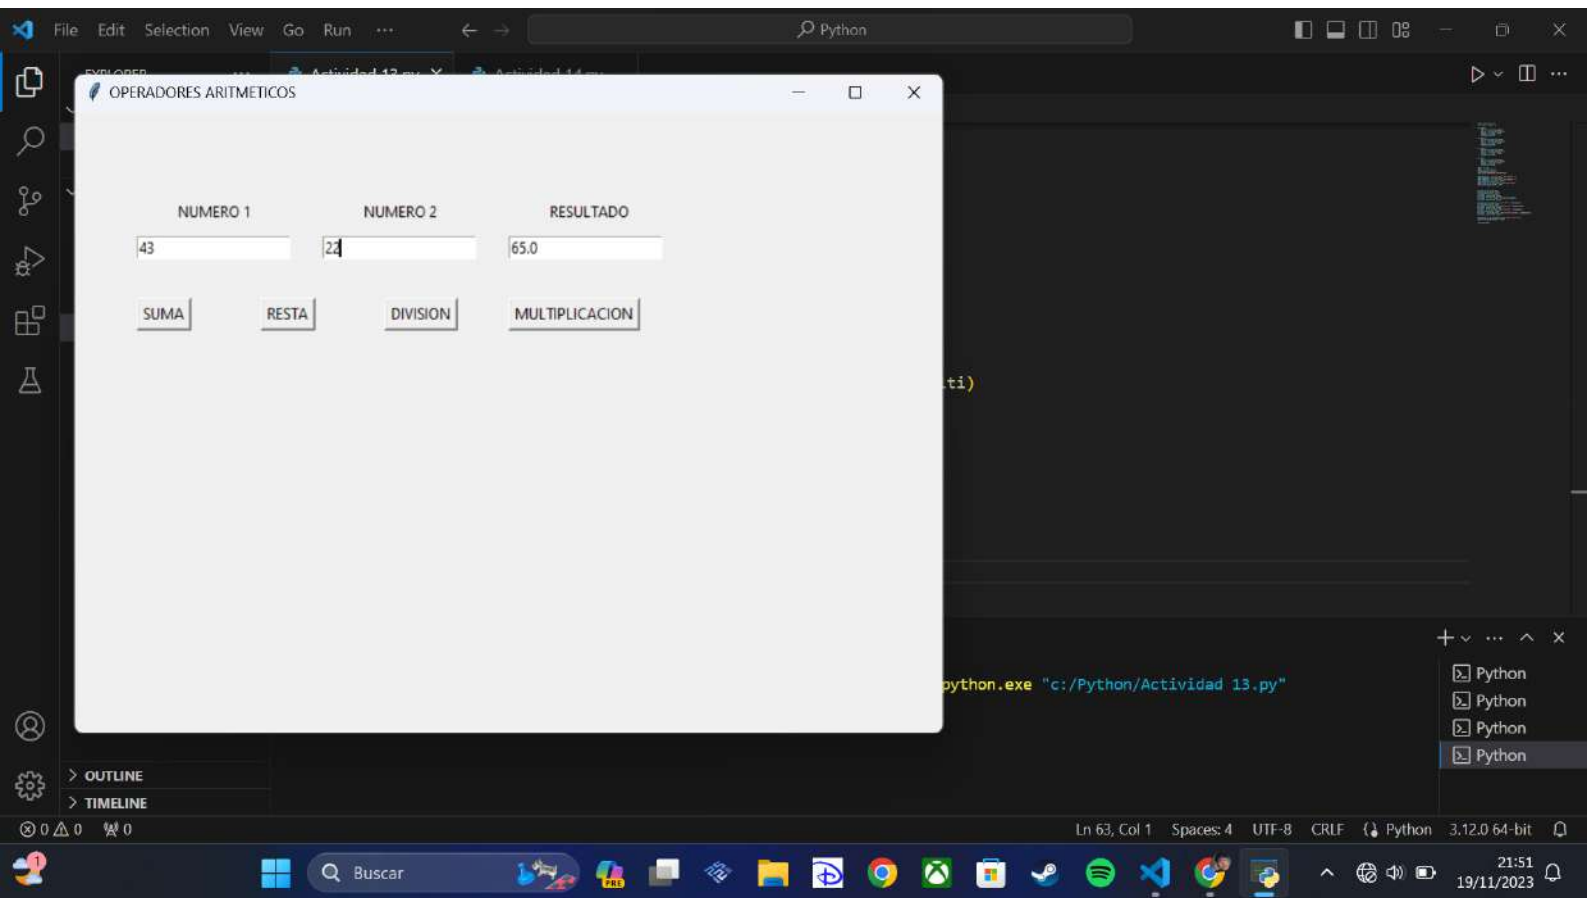 File Edit Selection View Go Run ··· Python
OPERADORES ARITMETICOS
NUMERO 1 NUMERO 2 RESULTADO
43 22 65.0
SUMA RESTA DIVISION MULTIPLICACION
ti)
python.exe "c:/Python/Actividad 13.py"
Python
Python
Python
Python
OUTLINE
TIMELINE
0 0 0 Ln 63, Col 1 Spaces: 4 UTF-8 CRLF Python 3.12.0 64-bit
1 Buscar PRE 21:51
19/11/2023